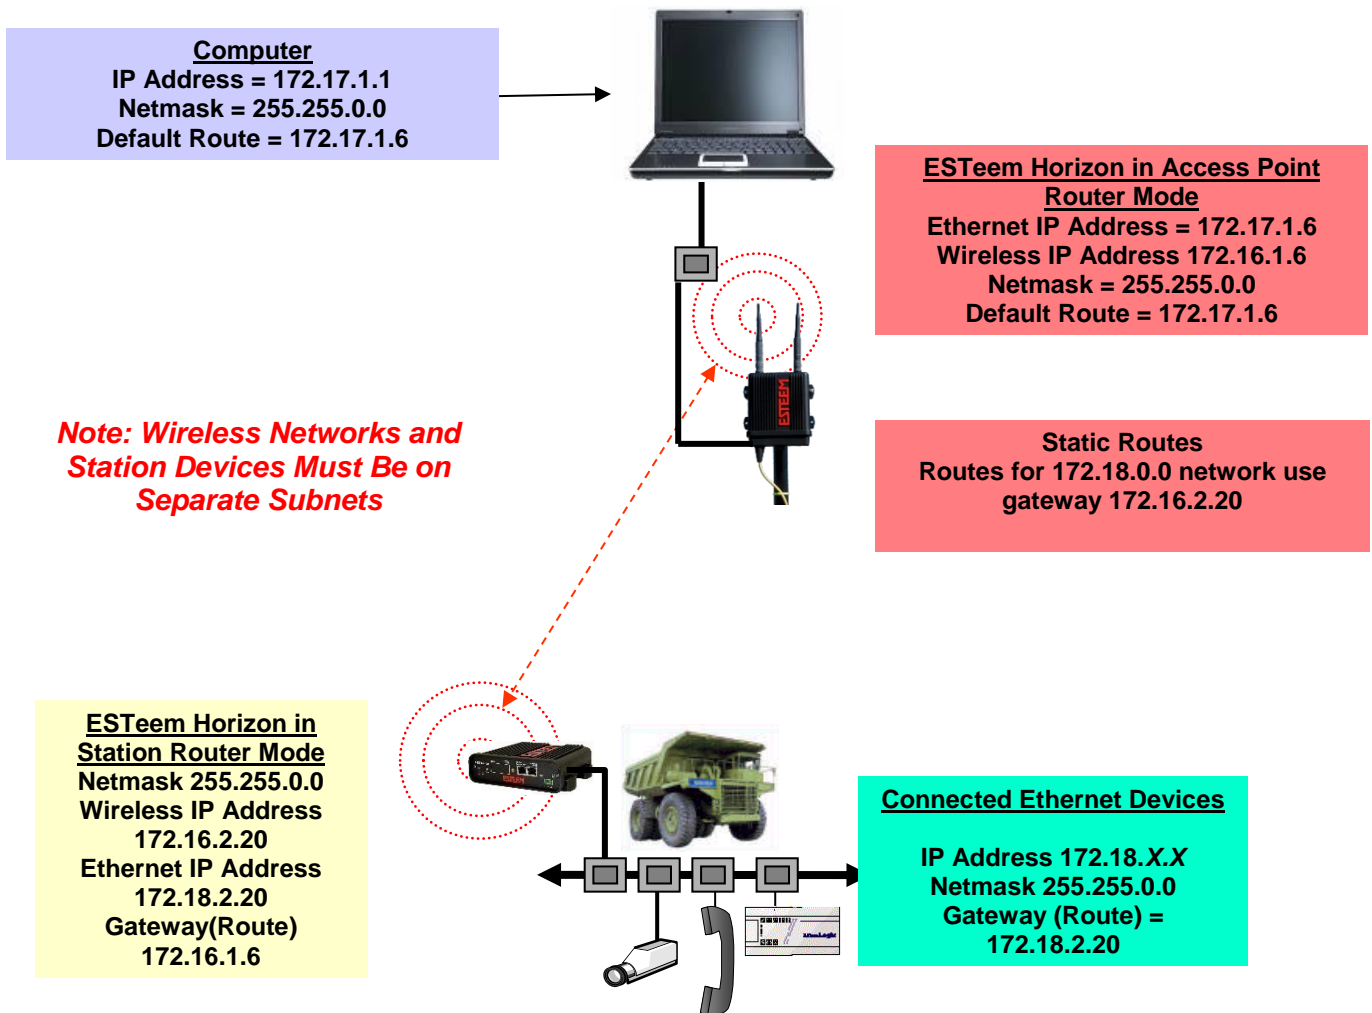 Computer
IP Address = 172.17.1.1
Netmask = 255.255.0.0
Default Route = 172.17.1.6
ESTeem Horizon in Access Point
Router Mode
Ethernet IP Address = 172.17.1.6
Wireless IP Address 172.16.1.6
Netmask = 255.255.0.0
Default Route = 172.17.1.6
ESTEEM
Note: Wireless Networks and
Station Devices Must Be on
Separate Subnets
Static Routes
Routes for 172.18.0.0 network use
gateway 172.16.2.20
ESTeem Horizon in
Station Router Mode
Netmask 255.255.0.0
Wireless IP Address
172.16.2.20
Ethernet IP Address
172.18.2.20
Gateway(Route)
172.16.1.6
ESTEEM
Connected Ethernet Devices
IP Address 172.18.X.X
Netmask 255.255.0.0
Gateway (Route) =
172.18.2.20